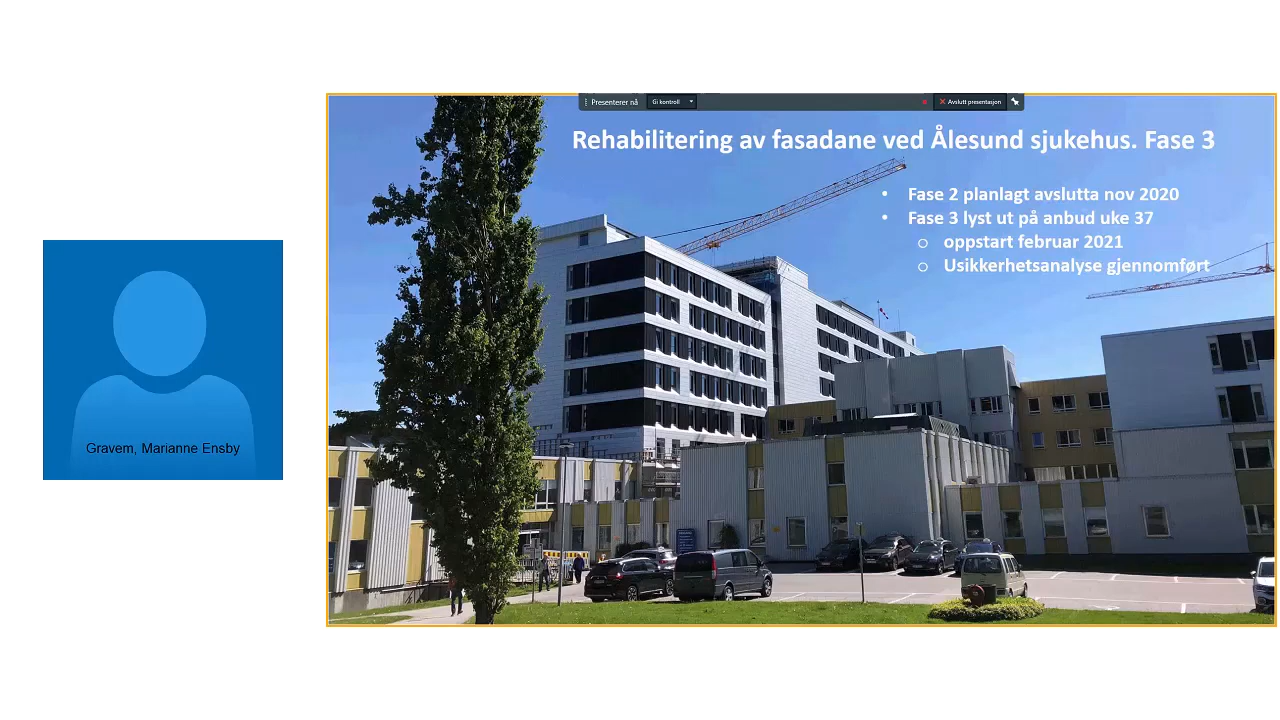 Presenterer nå
Gi kontroll
Avslutt presentasjon
Rehabilitering av fasadane ved Ålesund sjukehus. Fase 3
• Fase 2 planlagt avslutta nov 2020
• Fase 3 lyst ut på anbud uke 37
o oppstart februar 2021
o Usikkerhetsanalyse gjennomført
Gravem, Marianne Ensby